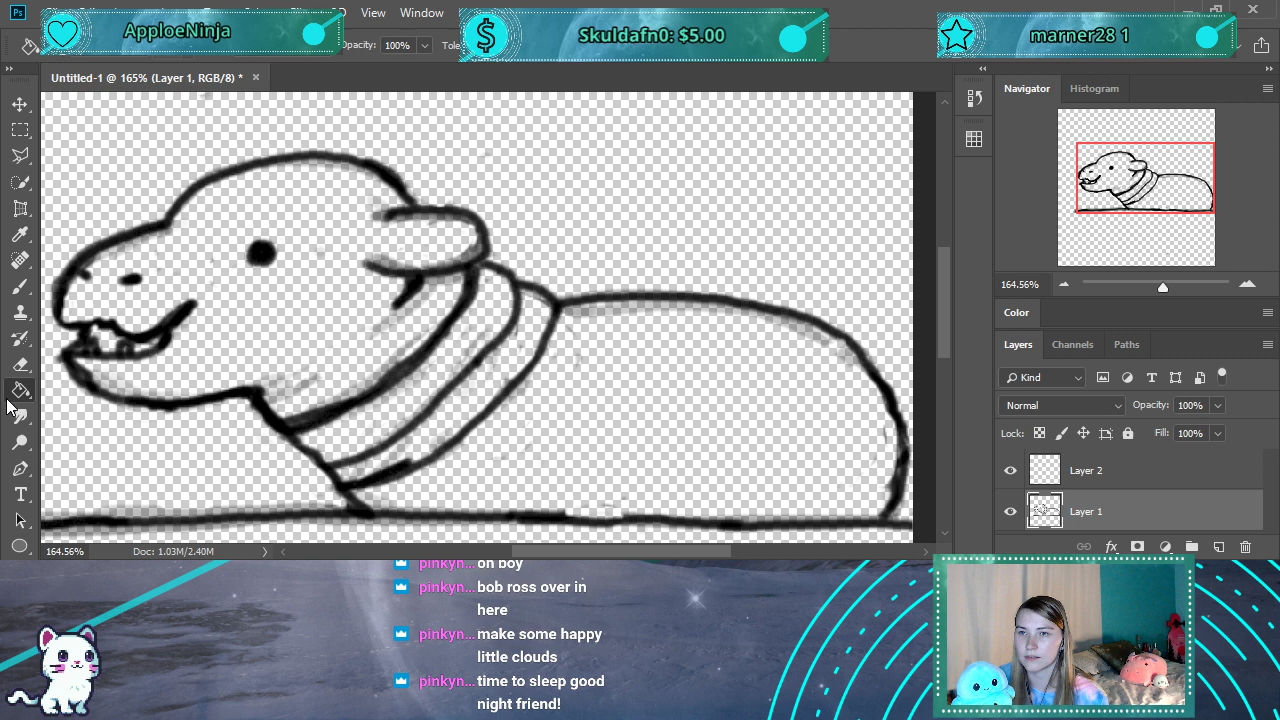 ApploeNinja
Skuldafn0: $5.00
marner28 1
Ps
View
Window
Opacity: 100%
Untitled-1 @ 165% (Layer 1, RGB/8) *
Navigator
Histogram
164.56%
Color
Layers
Channels
Paths
Kind
Normal
Opacity: 100%
Lock:
Fill: 100%
Layer 2
Layer 1
fx
164.56%
Doc: 1.03M/2.40M
pinkyn... oh boy
pinkyn... bob ross over in
here
pinkyn... make some happy
little clouds
pinkyn... time to sleep good
night friend!